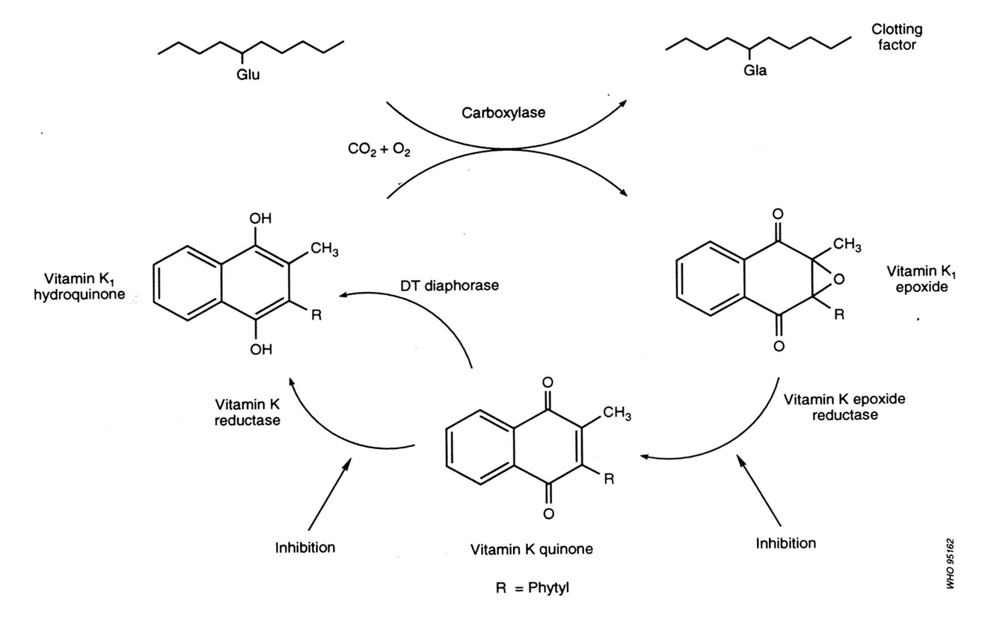 Glu
Clotting
factor
Gla
Carboxylase
CO₂ + O₂
OH
CH₃
R
OH
Vitamin K₁
hydroquinone
DT diaphorase
O
CH₃
O
R
O
Vitamin K₁
epoxide
Vitamin K
reductase
O
CH₃
R
O
Vitamin K epoxide
reductase
Inhibition
Inhibition
Vitamin K quinone
R = Phytyl
WHO 95162